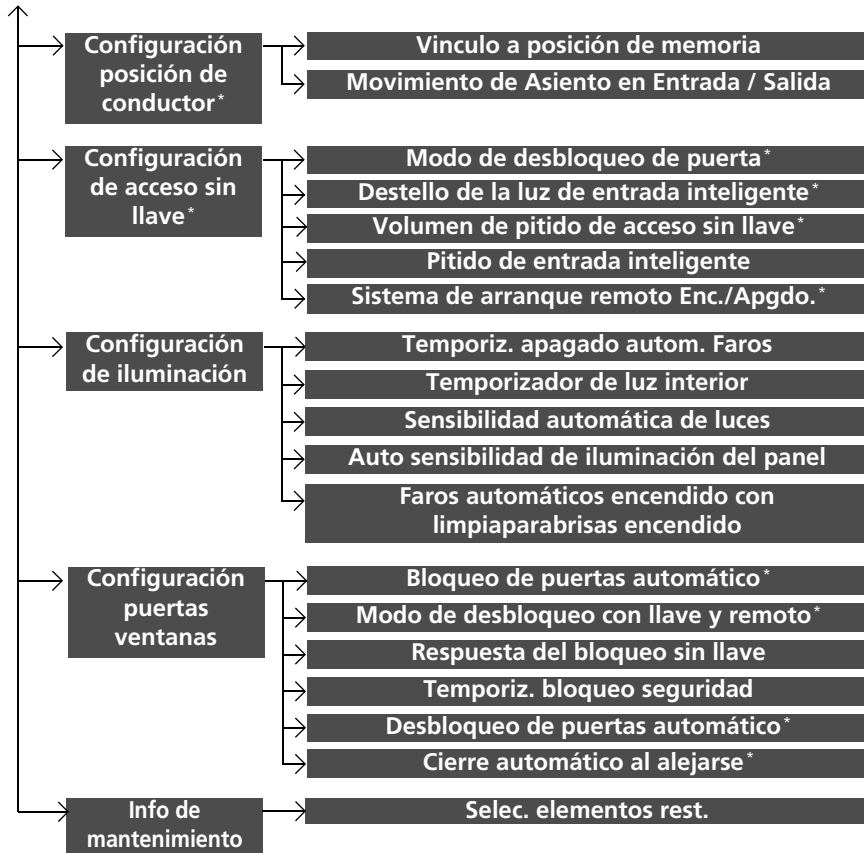 Configuración
posición de
conductor*
Vinculo a posición de memoria
Movimiento de Asiento en Entrada / Salida
Configuración
de acceso sin
llave*
Modo de desbloqueo de puerta*
Destello de la luz de entrada inteligente*
Volumen de pitido de acceso sin llave*
Pitido de entrada inteligente
Sistema de arranque remoto Enc./Apgdo.*
Configuración
de iluminación
Temporiz. apagado autom. Faros
Temporizador de luz interior
Sensibilidad automática de luces
Auto sensibilidad de iluminación del panel
Faros automáticos encendido con
limpiaparabrisas encendido
Configuración
puertas
ventanas
Bloqueo de puertas automático*
Modo de desbloqueo con llave y remoto*
Respuesta del bloqueo sin llave
Temporiz. bloqueo seguridad
Desbloqueo de puertas automático*
Cierre automático al alejarse*
Info de
mantenimiento
Selec. elementos rest.